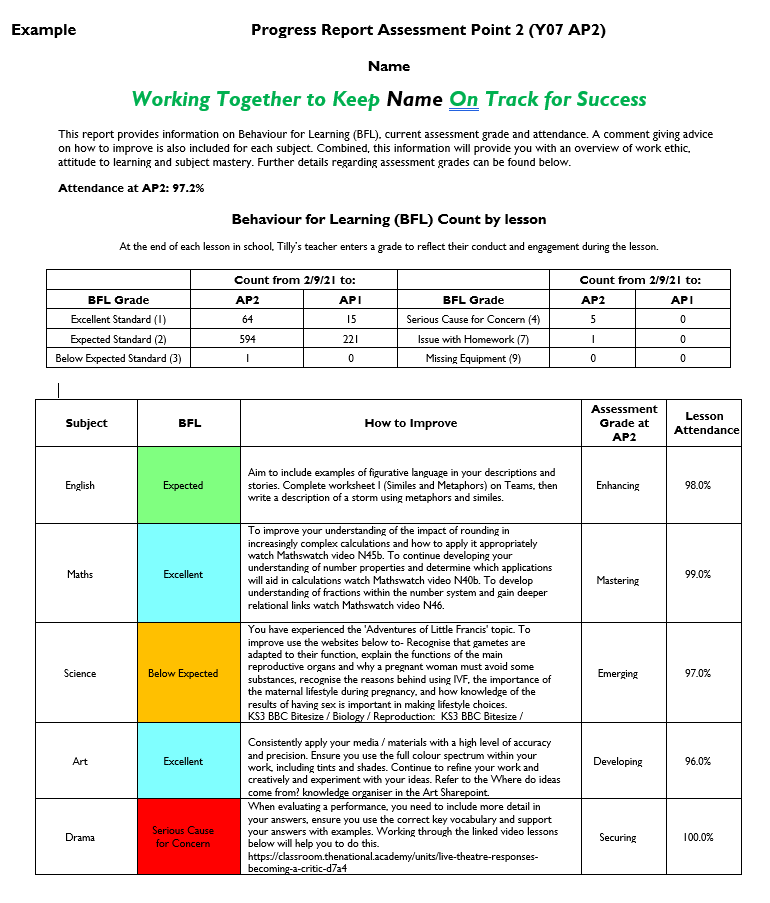 Example Progress Report Assessment Point 2 (Y07 AP2)
Name
Working Together to Keep Name On Track for Success
This report provides information on Behaviour for Learning (BFL), current assessment grade and attendance. A comment giving advice
on how to improve is also included for each subject. Combined, this information will provide you with an overview of work ethic,
attitude to learning and subject mastery. Further details regarding assessment grades can be found below.
Attendance at AP2: 97.2%
Behaviour for Learning (BFL) Count by lesson
At the end of each lesson in school, Tilly's teacher enters a grade to reflect their conduct and engagement during the lesson.
Count from 2/9/21 to: Count from 2/9/21 to:
BFL Grade AP2 AP1 BFL Grade AP2 AP1
Excellent Standard (1) 64 15 Serious Cause for Concern (4) 5 0
Expected Standard (2) 594 221 Issue with Homework (7) 1 0
Below Expected Standard (3) 1 0 Missing Equipment (9) 0 0
Subject BFL How to Improve Assessment Grade at AP2 Lesson Attendance
English Expected
Aim to include examples of figurative language in your descriptions and
stories. Complete worksheet 1 (Similes and Metaphors) on Teams, then
write a description of a storm using metaphors and similes.
Enhancing 98.0%
Maths Excellent
To improve your understanding of the impact of rounding in
increasingly complex calculations and how to apply it appropriately
watch Mathswatch video N45b. To continue developing your
understanding of number properties and determine which applications
will aid in calculations watch Mathswatch video N40b. To develop
understanding of fractions within the number system and gain deeper
relational links watch Mathswatch video N46.
Mastering 99.0%
Science Below Expected
You have experienced the 'Adventures of Little Francis' topic. To
improve use the websites below to- Recognise that gametes are
adapted to their function, explain the functions of the main
reproductive organs and why a pregnant woman must avoid some
substances, recognise the reasons behind using IVF, the importance of
the maternal lifestyle during pregnancy, and how knowledge of the
results of having sex is important in making lifestyle choices.
KS3 BBC Bitesize / Biology / Reproduction: KS3 BBC Bitesize /
Emerging 97.0%
Art Excellent
Consistently apply your media / materials with a high level of accuracy
and precision. Ensure you use the full colour spectrum within your
work, including tints and shades. Continue to refine your work and
creatively and experiment with your ideas. Refer to the Where do ideas
come from? knowledge organiser in the Art Sharepoint.
Developing 96.0%
Drama Serious Cause for Concern
When evaluating a performance, you need to include more detail in
your answers, ensure you use the correct key vocabulary and support
your answers with examples. Working through the linked video lessons
below will help you to do this.
https://classroom.thenational.academy/units/live-theatre-responses-
becoming-a-critic-d7a4
Securing 100.0%